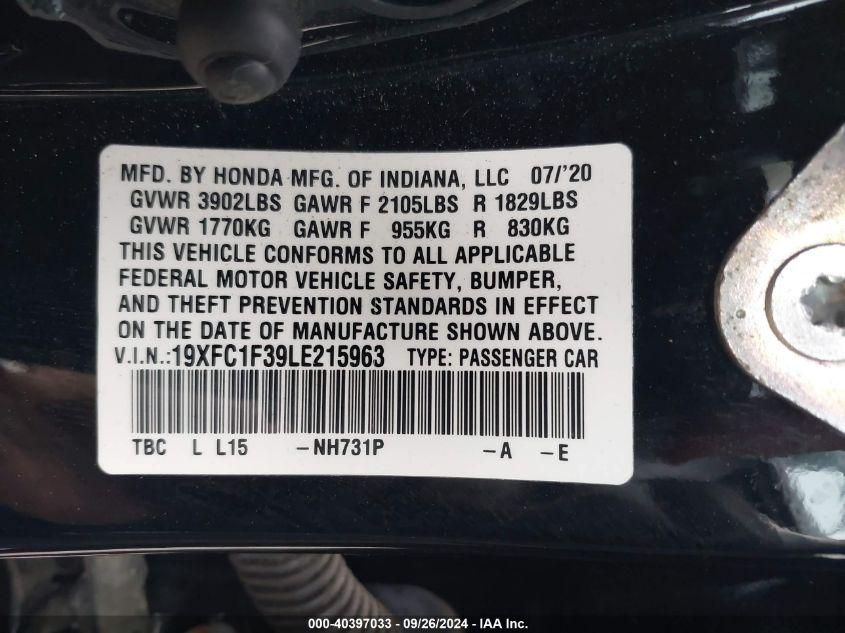 MFD. BY HONDA MFG. OF INDIANA, LLC 07/'20
GVWR 3902LBS GAWR F 2105LBS R 1829LBS
GVWR 1770KG GAWR F 955KG R 830KG
THIS VEHICLE CONFORMS TO ALL APPLICABLE
FEDERAL MOTOR VEHICLE SAFETY, BUMPER,
AND THEFT PREVENTION STANDARDS IN EFFECT
ON THE DATE OF MANUFACTURE SHOWN ABOVE.
V.I.N.:19XFC1F39LE215963 TYPE: PASSENGER CAR
TBC L L15 –NH731P –A –E
000-40397033 — 09/26/2024 — IAA Inc.